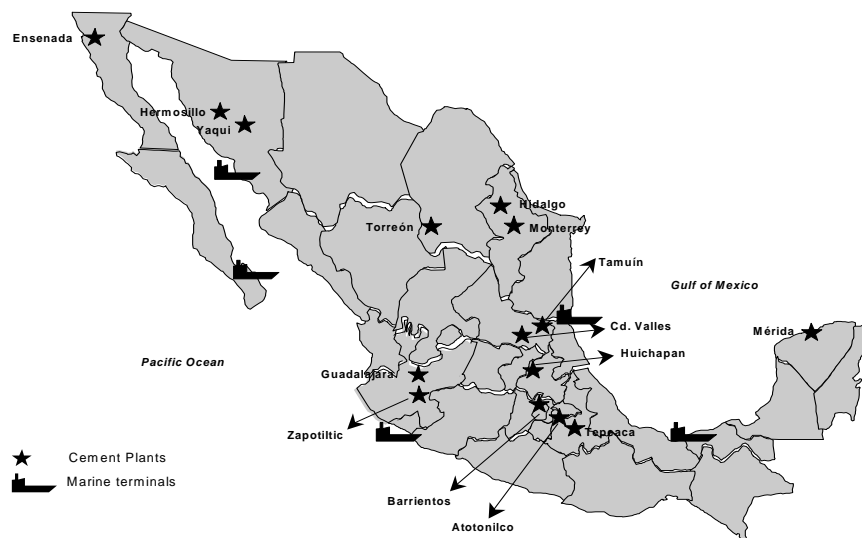 Ensenada
Hermosillo
Yaqui
Hidalgo
Torreón
Monterrey
Tamuín
Gulf of Mexico
Cd. Valles
Mérida
Huichapan
Pacific Ocean
Guadalajara
Zapotiltic
Tepeaca
Cement Plants
Marine terminals
Barrientos
Atotonilco